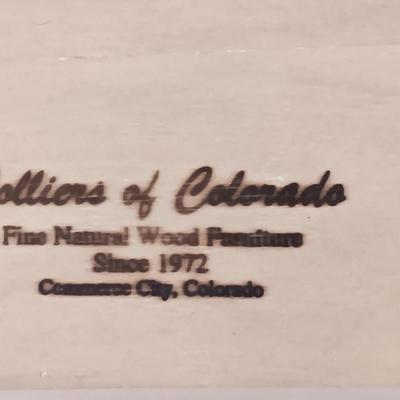 olliers of Colorado
Fine Natural Wood Furniture
Since 1972
Commerce City, Colorado